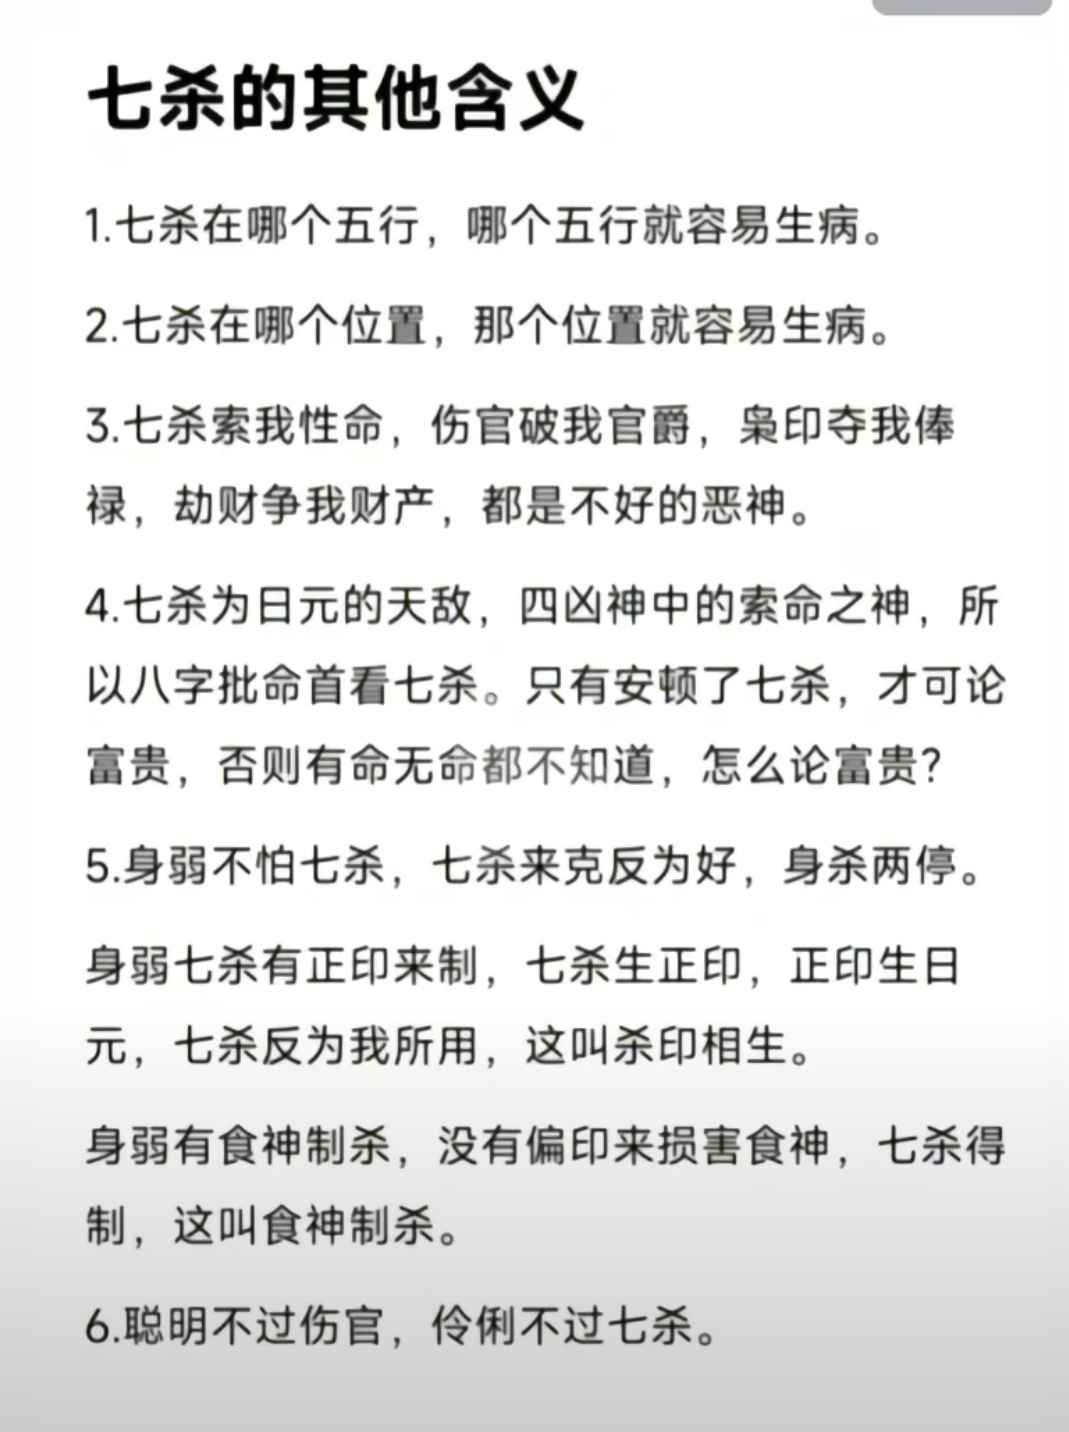 七杀的其他含义
1.七杀在哪个五行，哪个五行就容易生病。
2.七杀在哪个位置，那个位置就容易生病。
3.七杀索我性命，伤官破我官爵，枭印夺我俸
禄，劫财争我财产，都是不好的恶神。
4.七杀为日元的天敌，四凶神中的索命之神，所
以八字批命首看七杀。只有安顿了七杀，才可论
富贵，否则有命无命都不知道，怎么论富贵？
5.身弱不怕七杀，七杀来克反为好，身杀两停。
身弱七杀有正印来制，七杀生正印，正印生日
元，七杀反为我所用，这叫杀印相生。
身弱有食神制杀，没有偏印来损害食神，七杀得
制，这叫食神制杀。
6.聪明不过伤官，伶俐不过七杀。